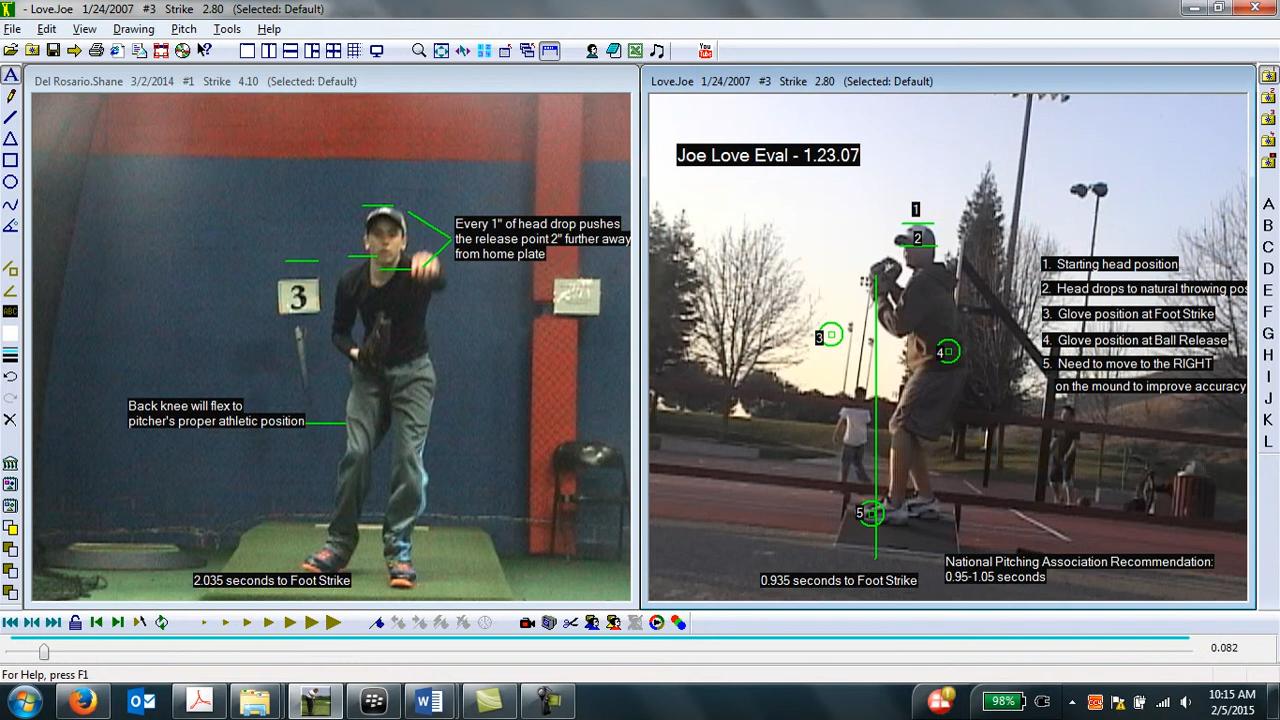 - Love.Joe 1/24/2007 #3 Strike 2.80 (Selected: Default)
File Edit View Drawing Pitch Tools Help
You
Del Rosario.Shane 3/2/2014 #1 Strike 4.10 (Selected: Default)
Every 1" of head drop pushes
the release point 2" further away
from home plate
3
Back knee will flex to
pitcher's proper athletic position
2.035 seconds to Foot Strike
Love.Joe 1/24/2007 #3 Strike 2.80 (Selected: Default)
Joe Love Eval - 1.23.07
1
2
3
4
5
1. Starting head position
2. Head drops to natural throwing pos
3. Glove position at Foot Strike
4. Glove position at Ball Release
5. Need to move to the RIGHT
on the mound to improve accuracy
0.935 seconds to Foot Strike
National Pitching Association Recommendation:
0.95-1.05 seconds
A
ABC
A
B
C
D
E
F
G
H
I
J
K
L
0.082
For Help, press F1
98%
10:15 AM
2/5/2015